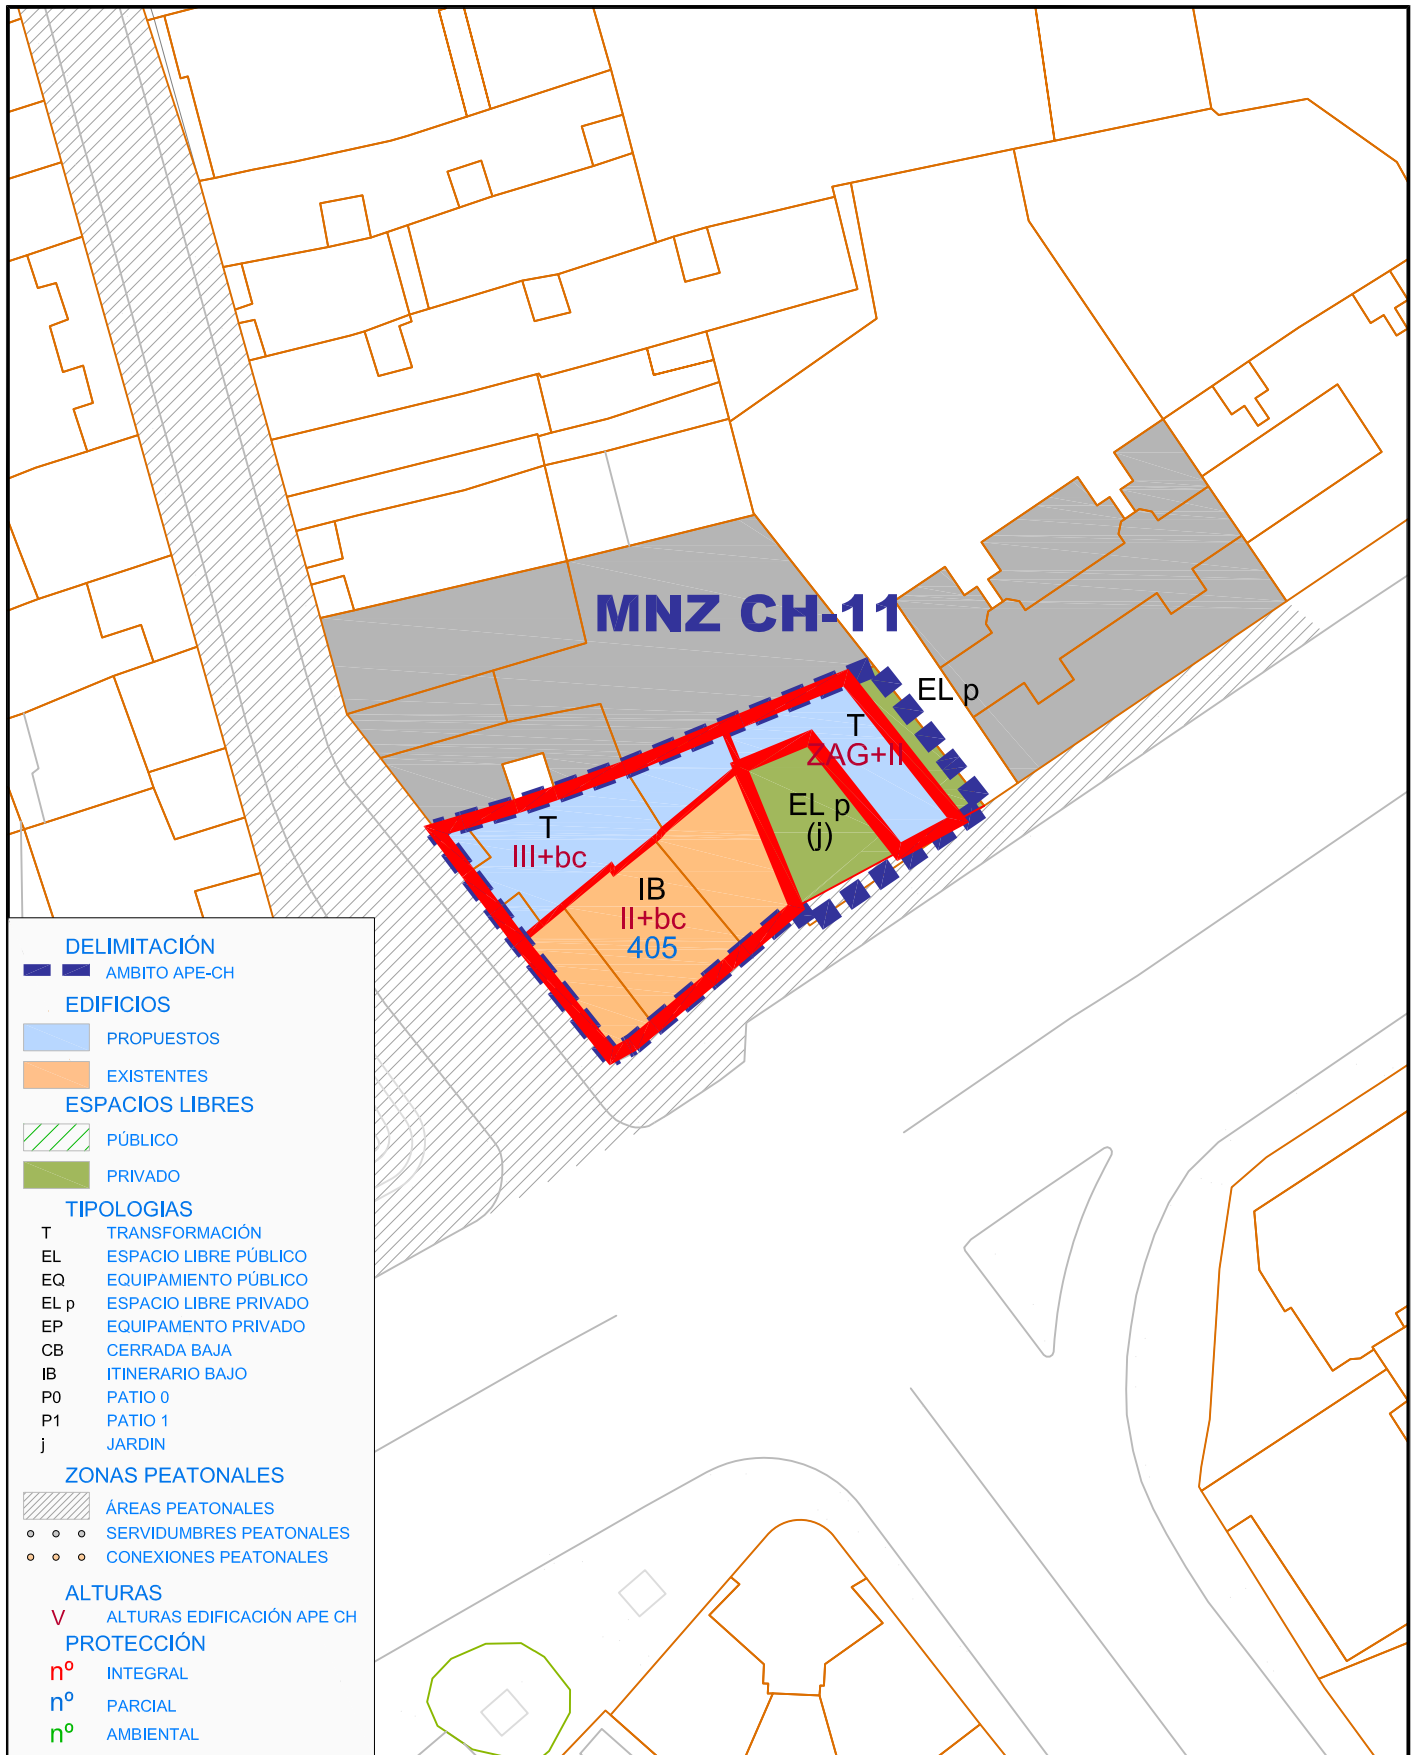 MNZ CH-11
EL p
T
ZAG+II
EL p
(j)
T
III+bc
IB
II+bc
405
DELIMITACIÓN
AMBITO APE-CH
EDIFICIOS
PROPUESTOS
EXISTENTES
ESPACIOS LIBRES
PÚBLICO
PRIVADO
TIPOLOGIAS
T TRANSFORMACIÓN
EL ESPACIO LIBRE PÚBLICO
EQ EQUIPAMIENTO PÚBLICO
EL p ESPACIO LIBRE PRIVADO
EP EQUIPAMENTO PRIVADO
CB CERRADA BAJA
IB ITINERARIO BAJO
P0 PATIO 0
P1 PATIO 1
j JARDIN
ZONAS PEATONALES
ÁREAS PEATONALES
SERVIDUMBRES PEATONALES
CONEXIONES PEATONALES
ALTURAS
V ALTURAS EDIFICACIÓN APE CH
PROTECCIÓN
nº INTEGRAL
nº PARCIAL
nº AMBIENTAL